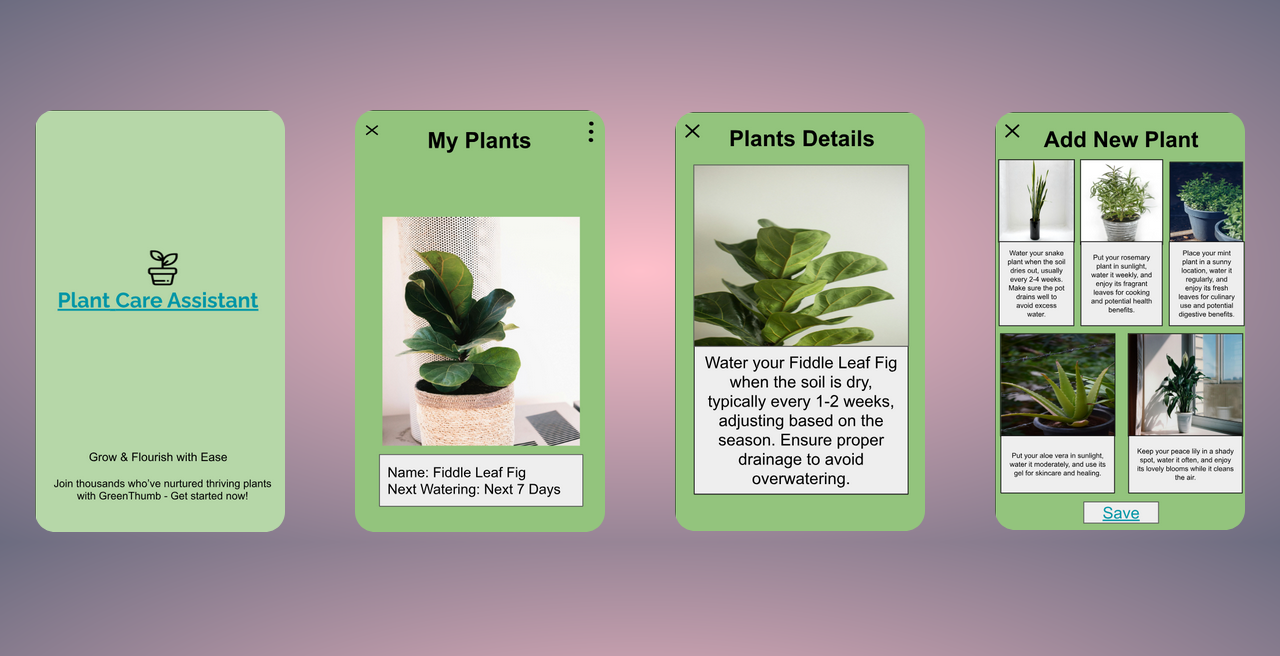 Plant Care Assistant
Grow & Flourish with Ease
Join thousands who've nurtured thriving plants
with GreenThumb - Get started now!
My Plants
Name: Fiddle Leaf Fig
Next Watering: Next 7 Days
Plants Details
Water your Fiddle Leaf Fig
when the soil is dry,
typically every 1-2 weeks,
adjusting based on the
season. Ensure proper
drainage to avoid
overwatering.
Add New Plant
Water your snake
plant when the soil
dries out, usually
every 2-4 weeks.
Make sure the pot
drains well to
avoid excess
water.
Put your rosemary
plant in sunlight,
water it weekly, and
enjoy its fragrant
leaves for cooking
and potential health
benefits.
Place your mint
plant in a sunny
location, water it
regularly, and
enjoy its fresh
leaves for culinary
use and potential
digestive benefits.
Put your aloe vera in sunlight,
water it moderately, and use its
gel for skincare and healing.
Keep your peace lily in a shady
spot, water it often, and enjoy
its lovely blooms while it cleans
the air.
Save